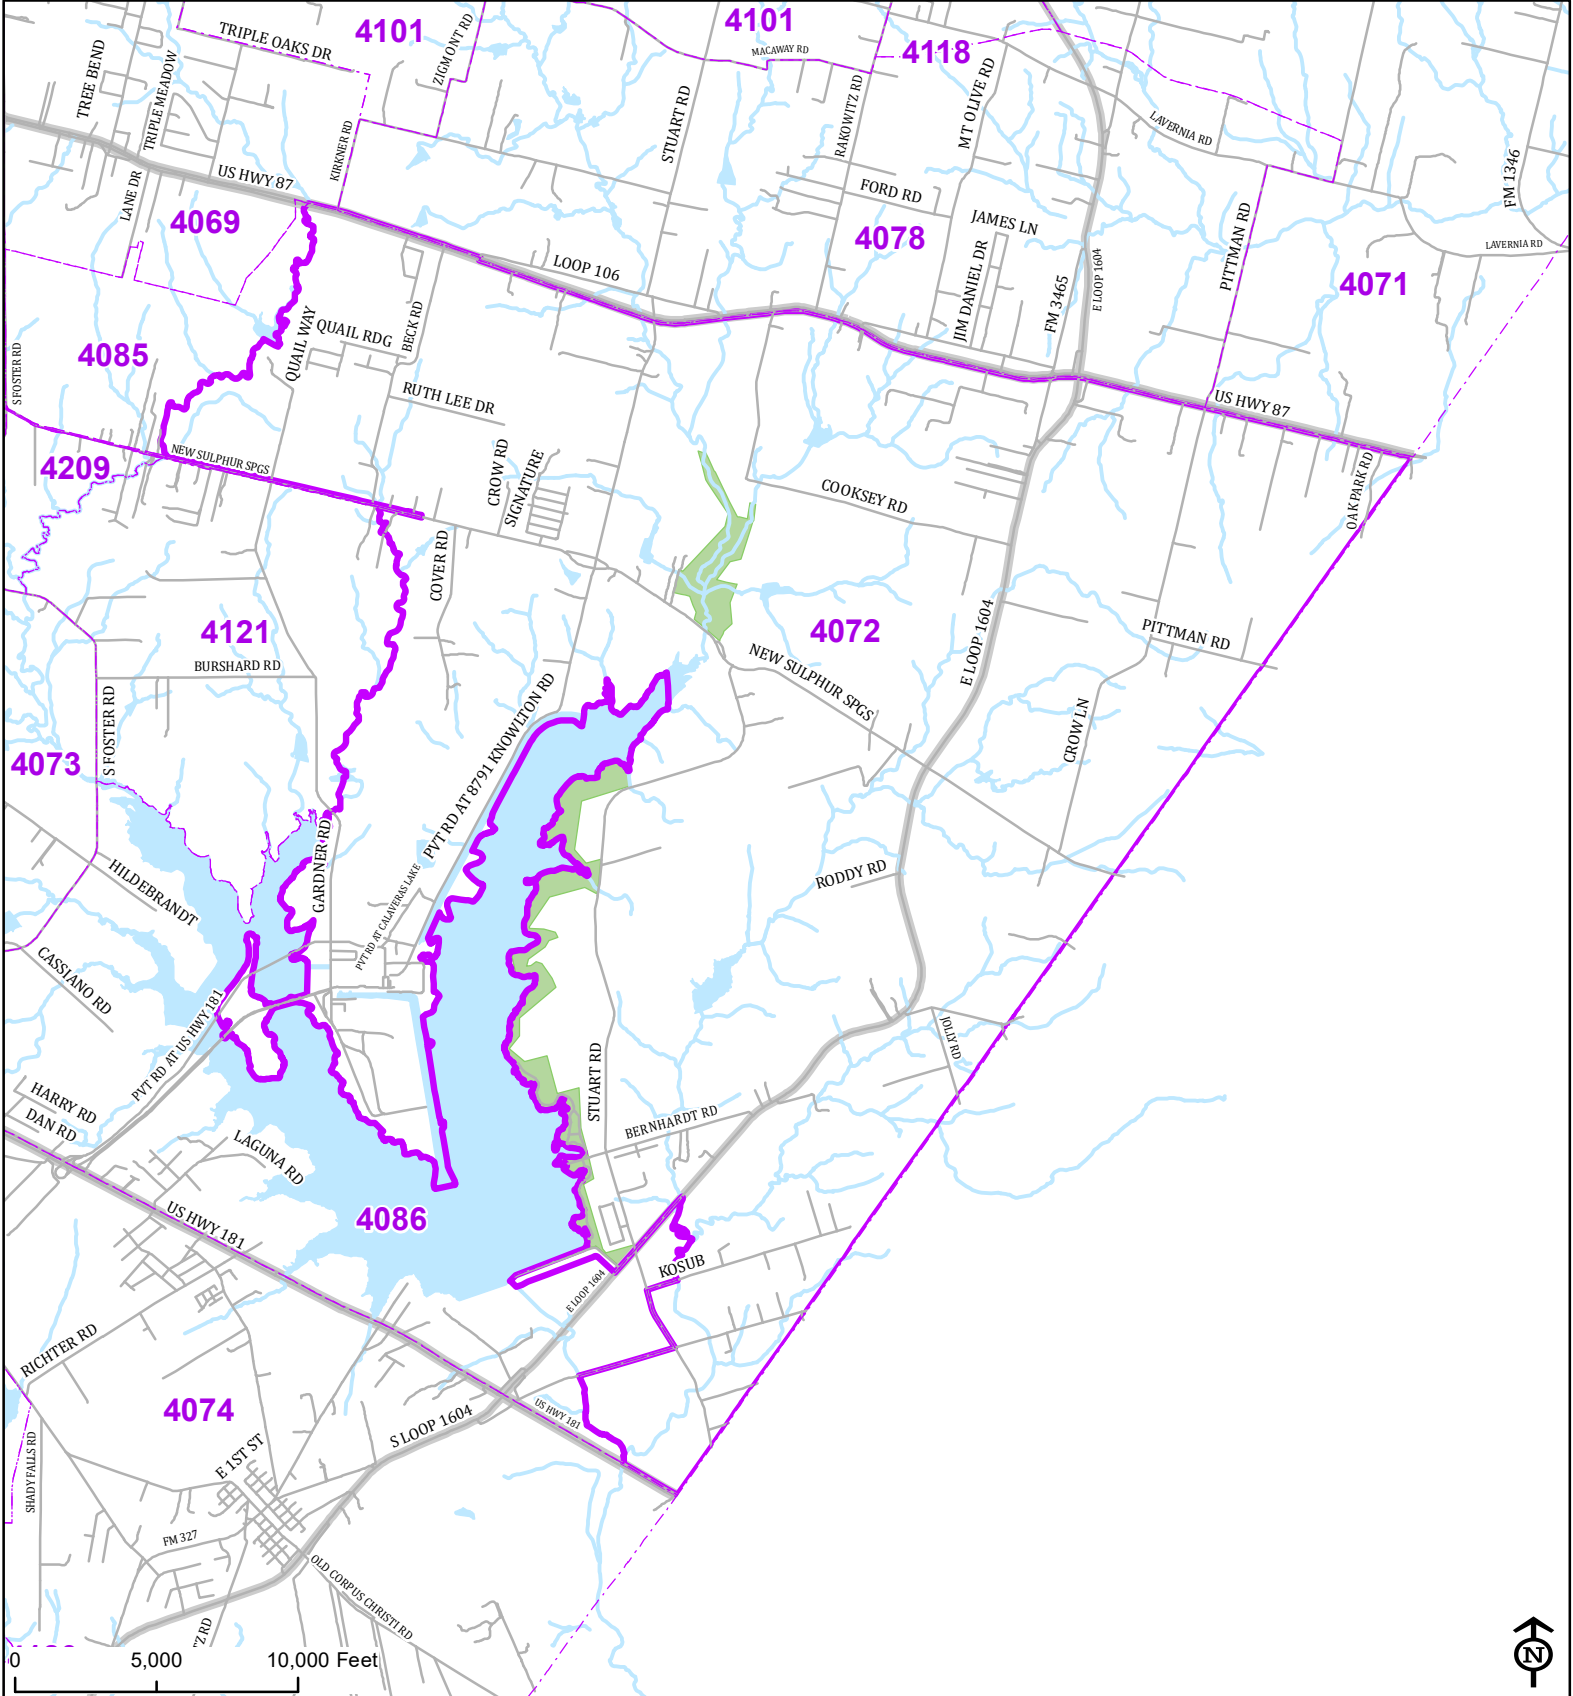 4101
4101
4118
TRIPLE OAKS DR
ZIGMONT RD
MACAWAY RD
TREE BEND
TRIPLE MEADOW
STUART RD
RAKOWITZ RD
MT OLIVE RD
LAVERNIA RD
KIRKNER RD
US HWY 87
LANE DR
4069
FORD RD
JAMES LN
4078
JIM DANIEL DR
FM 3465
E LOOP 1604
PITTMAN RD
FM 1346
LAVERNIA RD
4071
LOOP 106
S FOSTER RD
4085
QUAIL WAY
QUAIL RDG
BECK RD
RUTH LEE DR
US HWY 87
4209
NEW SULPHUR SPGS
CROW RD
SIGNATURE
COOKSEY RD
OAK PARK RD
COVER RD
4121
BURSHARD RD
4072
E LOOP 1604
PITTMAN RD
NEW SULPHUR SPGS
S FOSTER RD
4073
CROW LN
PVT RD AT 8791 KNOWLTON RD
GARDNER RD
PVT RD AT CALAVERAS LAKE
HILDEBRANDT
RODDY RD
CASSIANO RD
PVT RD AT US HWY 181
JOLLY RD
HARRY RD
DAN RD
STUART RD
BERNHARDT RD
LAGUNA RD
4086
US HWY 181
KOSUB
E LOOP 1604
RICHTER RD
4074
US HWY 181
S LOOP 1604
SHADY FALLS RD
E 1ST ST
FM 327
OLD CORPUS CHRISTI RD
TZ RD
0
5,000
10,000 Feet
N